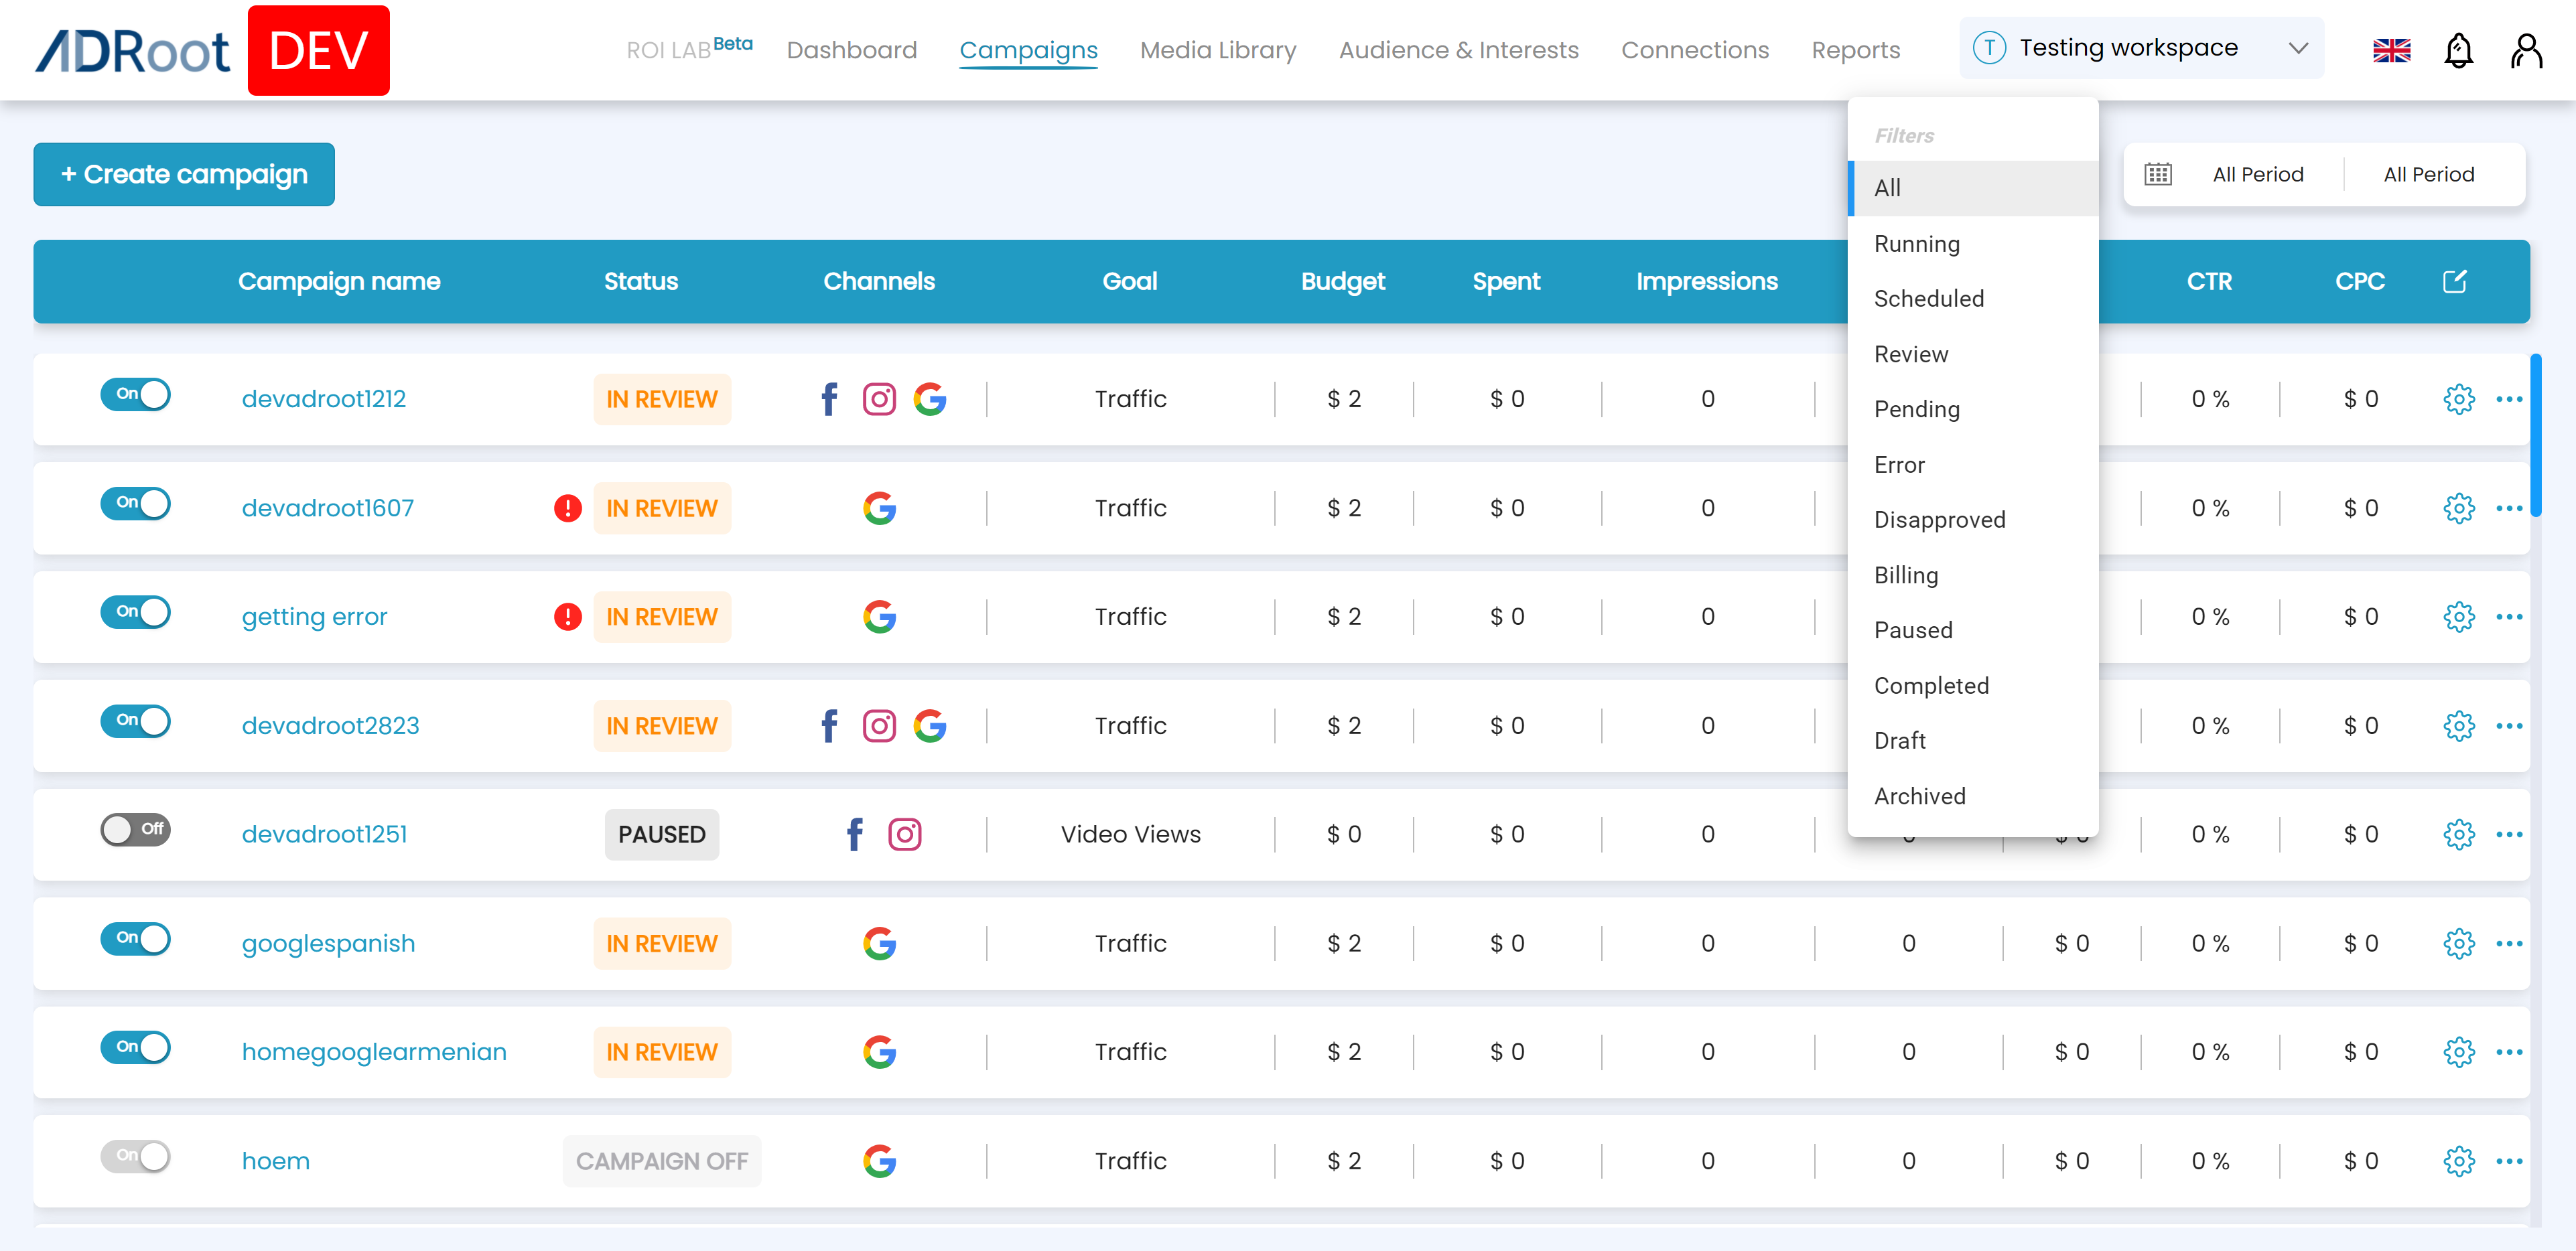 ADRoot DEV ROI LAB Beta Dashboard Campaigns Media Library Audience & Interests Connections Reports T Testing workspace
Filters
+ Create campaign All All Period All Period
Running
Campaign name Status Channels Goal Budget Spent Impressions CTR CPC
Scheduled
Review
On devadroot1212 IN REVIEW Traffic $ 2 $ 0 0 0 % $ 0
Pending
Error
On devadroot1607 IN REVIEW Traffic $ 2 $ 0 0 0 % $ 0
Disapproved
Billing
On getting error IN REVIEW Traffic $ 2 $ 0 0 0 % $ 0
Paused
Completed
On devadroot2823 IN REVIEW Traffic $ 2 $ 0 0 0 % $ 0
Draft
Archived
Off devadroot1251 PAUSED Video Views $ 0 $ 0 0 0 % $ 0
On googlespanish IN REVIEW Traffic $ 2 $ 0 0 0 $ 0 0 % $ 0
On homegooglearmenian IN REVIEW Traffic $ 2 $ 0 0 0 $ 0 0 % $ 0
On hoem CAMPAIGN OFF Traffic $ 2 $ 0 0 0 $ 0 0 % $ 0